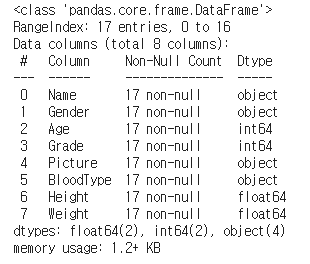 <class 'pandas.core.frame.DataFrame'>
RangeIndex: 17 entries, 0 to 16
Data columns (total 8 columns):
 #   Column     Non-Null Count  Dtype
---  ------     --------------  -----
 0   Name       17 non-null     object
 1   Gender     17 non-null     object
 2   Age        17 non-null     int64
 3   Grade      17 non-null     int64
 4   Picture    17 non-null     object
 5   BloodType  17 non-null     object
 6   Height     17 non-null     float64
 7   Weight     17 non-null     float64
dtypes: float64(2), int64(2), object(4)
memory usage: 1.2+ KB